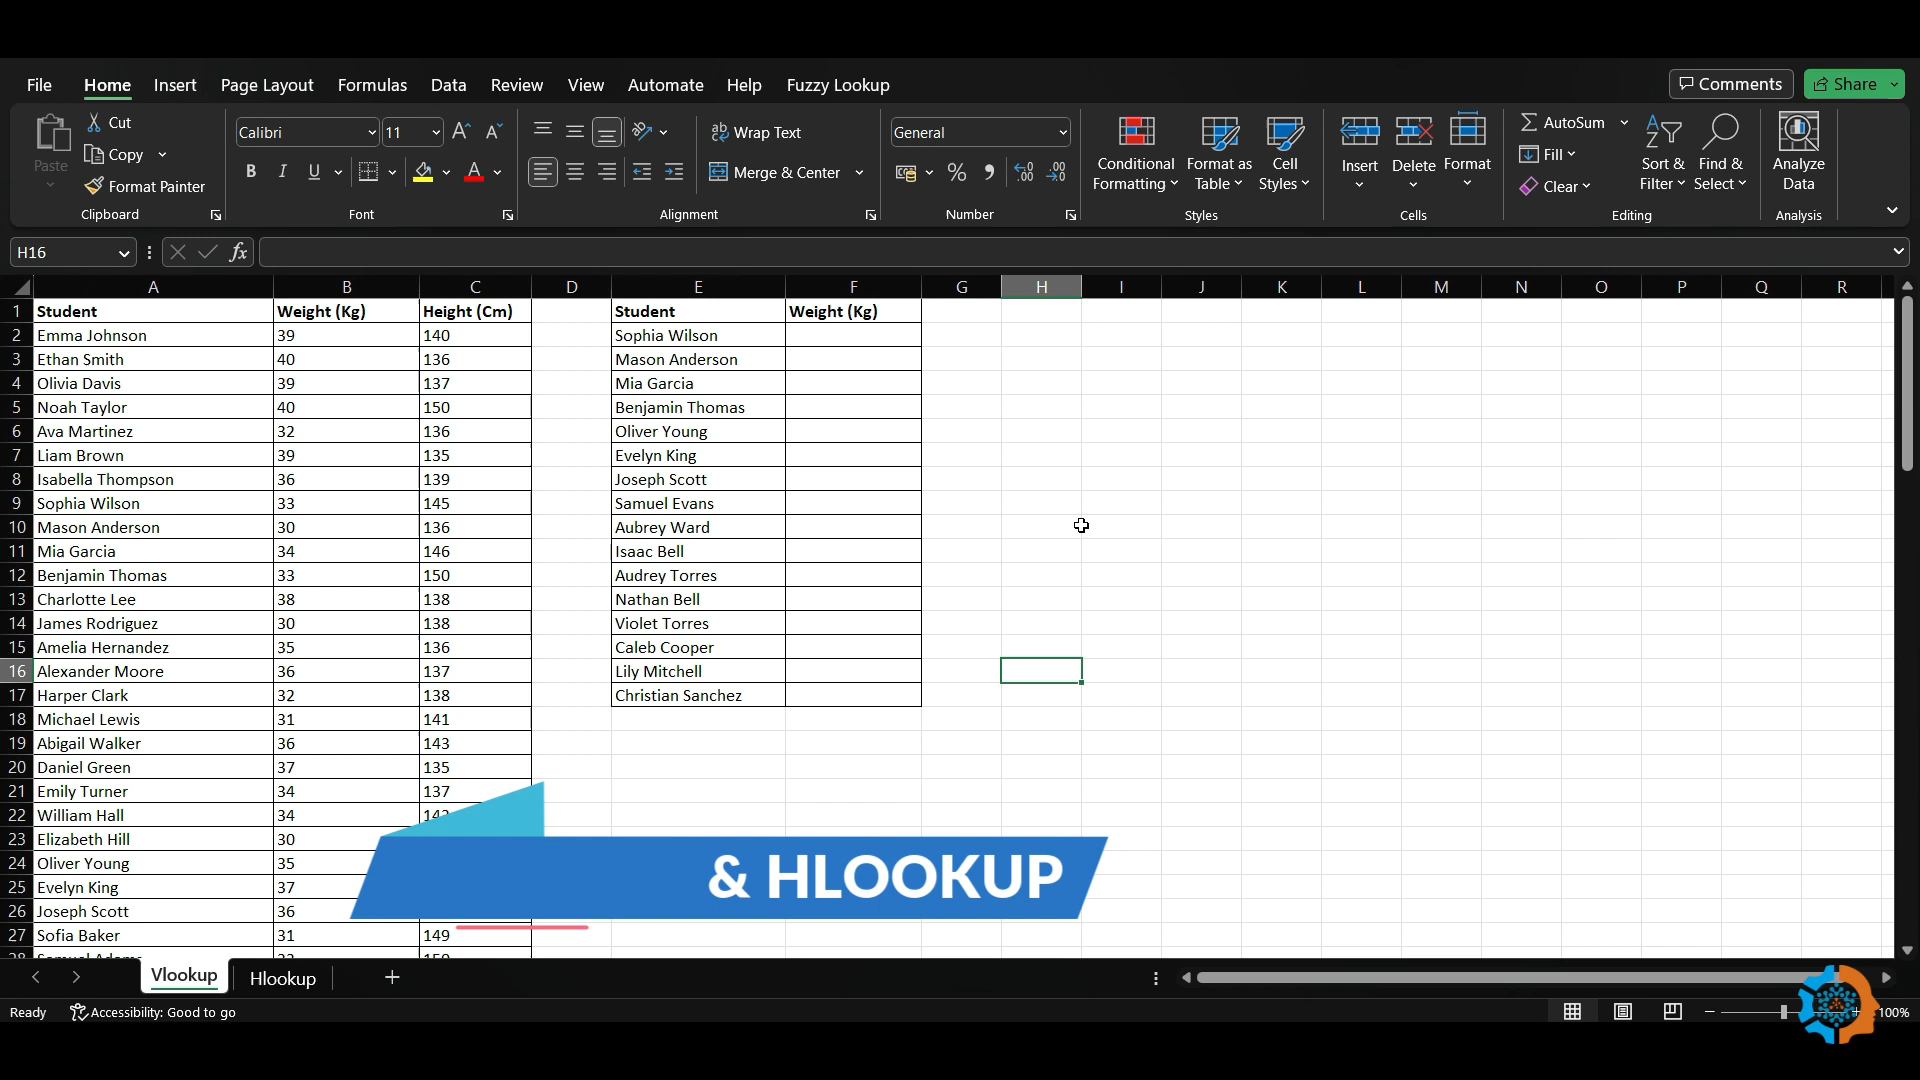 File Home Insert Page Layout Formulas Data Review View Automate Help Fuzzy Lookup Comments Share
Paste Cut Copy Format Painter Clipboard
Calibri 11 B I U A Font
Wrap Text Merge & Center Alignment
General % Number
Conditional Formatting Format as Table Cell Styles Styles
Insert Delete Format Cells
AutoSum Fill Clear Sort & Filter Find & Select Editing
Analyze Data Analysis
H16 fx
A B C D E F G H I J K L M N O P Q R
1 Student Weight (Kg) Height (Cm) Student Weight (Kg)
2 Emma Johnson 39 140 Sophia Wilson
3 Ethan Smith 40 136 Mason Anderson
4 Olivia Davis 39 137 Mia Garcia
5 Noah Taylor 40 150 Benjamin Thomas
6 Ava Martinez 32 136 Oliver Young
7 Liam Brown 39 135 Evelyn King
8 Isabella Thompson 36 139 Joseph Scott
9 Sophia Wilson 33 145 Samuel Evans
10 Mason Anderson 30 136 Aubrey Ward
11 Mia Garcia 34 146 Isaac Bell
12 Benjamin Thomas 33 150 Audrey Torres
13 Charlotte Lee 38 138 Nathan Bell
14 James Rodriguez 30 138 Violet Torres
15 Amelia Hernandez 35 136 Caleb Cooper
16 Alexander Moore 36 137 Lily Mitchell
17 Harper Clark 32 138 Christian Sanchez
18 Michael Lewis 31 141
19 Abigail Walker 36 143
20 Daniel Green 37 135
21 Emily Turner 34 137
22 William Hall 34
23 Elizabeth Hill 30
24 Oliver Young 35
25 Evelyn King 37
26 Joseph Scott 36
27 Sofia Baker 31 149
& HLOOKUP
Vlookup Hlookup
Ready Accessibility: Good to go 100%